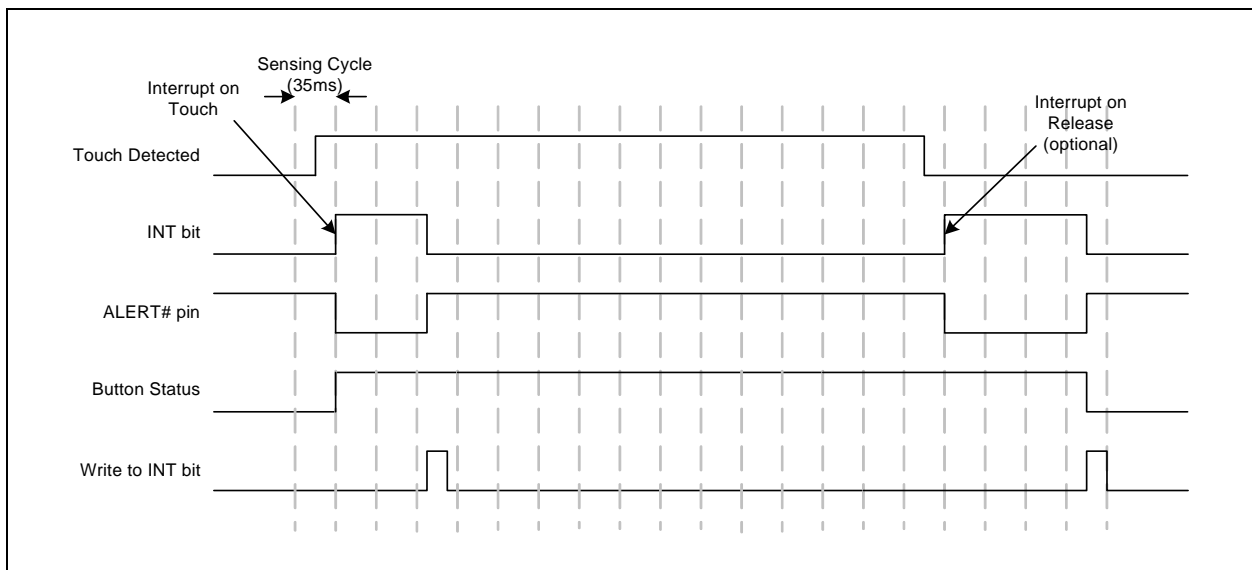 Sensing Cycle
(35ms)
Interrupt on
Touch
Interrupt on
Release
(optional)
Touch Detected
INT bit
ALERT# pin
Button Status
Write to INT bit